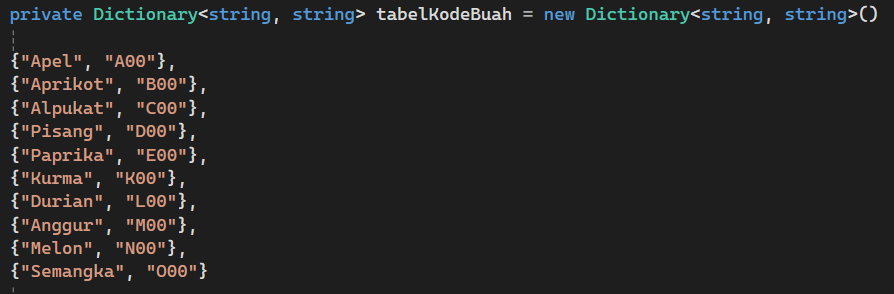 private Dictionary<string, string> tabelKodeBuah = new Dictionary<string, string>()
{"Apel", "A00"},
{"Aprikot", "B00"},
{"Alpukat", "C00"},
{"Pisang", "D00"},
{"Paprika", "E00"},
{"Kurma", "K00"},
{"Durian", "L00"},
{"Anggur", "M00"},
{"Melon", "N00"},
{"Semangka", "O00"}